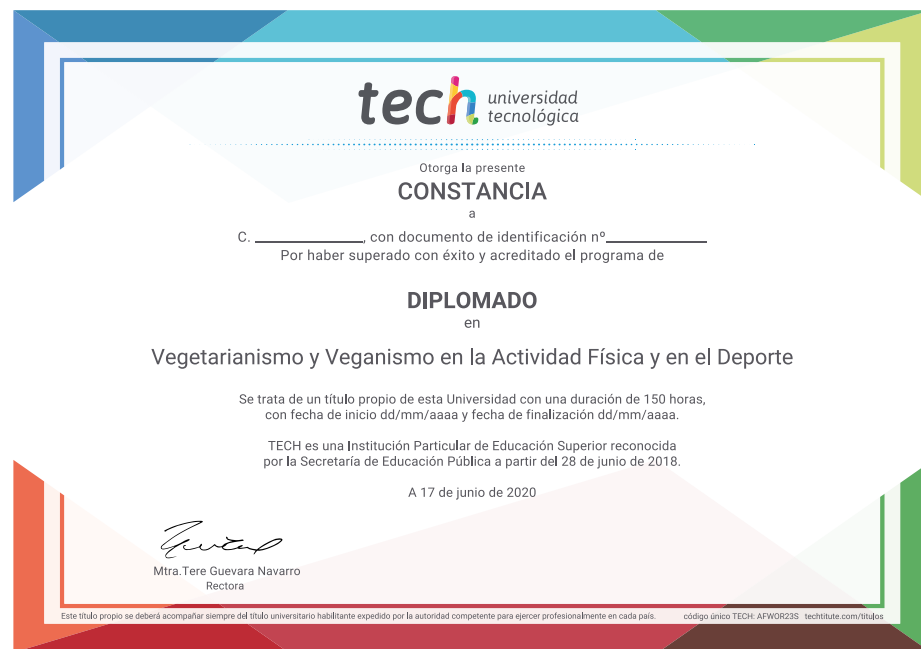 tech universidad
tecnológica
Otorga la presente
CONSTANCIA
a
C. ____________, con documento de identificación nº____________
Por haber superado con éxito y acreditado el programa de
DIPLOMADO
en
Vegetarianismo y Veganismo en la Actividad Física y en el Deporte
Se trata de un título propio de esta Universidad con una duración de 150 horas,
con fecha de inicio dd/mm/aaaa y fecha de finalización dd/mm/aaaa.
TECH es una Institución Particular de Educación Superior reconocida
por la Secretaría de Educación Pública a partir del 28 de junio de 2018.
A 17 de junio de 2020
Mtra.Tere Guevara Navarro
Rectora
Este título propio se deberá acompañar siempre del título universitario habilitante expedido por la autoridad competente para ejercer profesionalmente en cada país. código único TECH: AFWOR23S techtitute.com/titulos